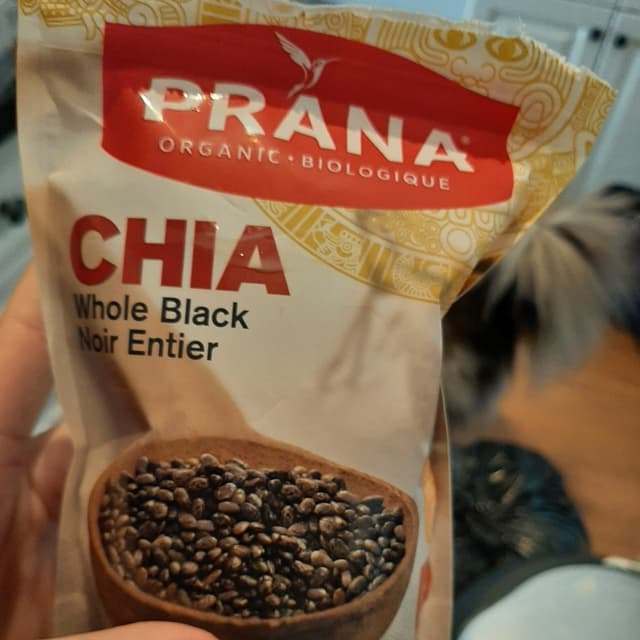 PRANA
ORGANIC • BIOLOGIQUE
CHIA
Whole Black
Noir Entier